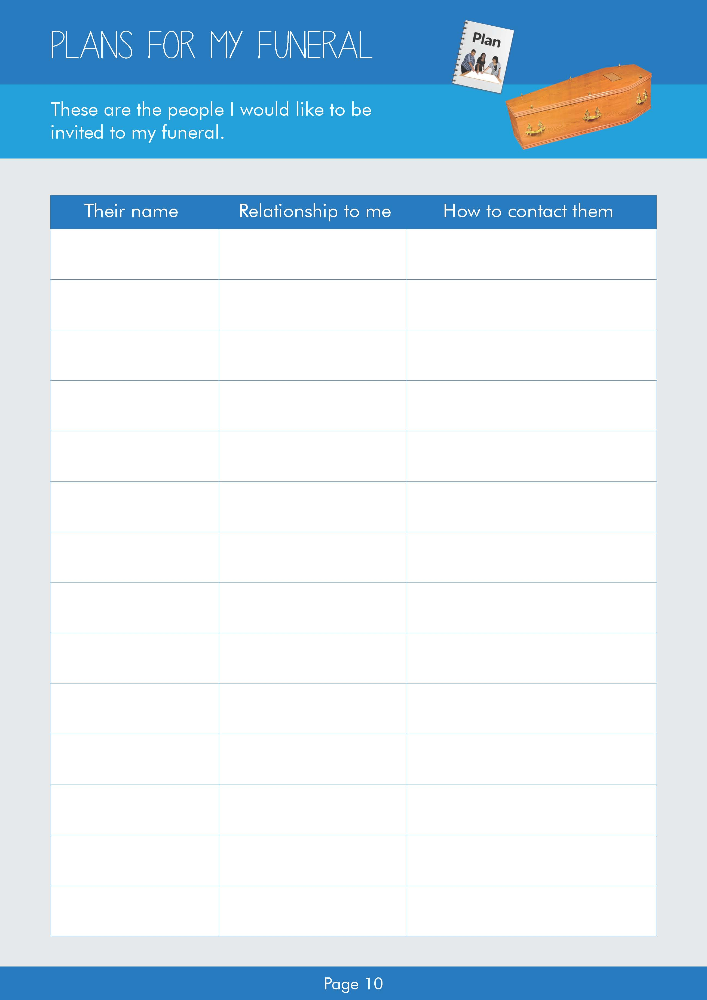 PLANS FOR MY FUNERAL
Plan
These are the people I would like to be
invited to my funeral.
Their name Relationship to me How to contact them
Page 10